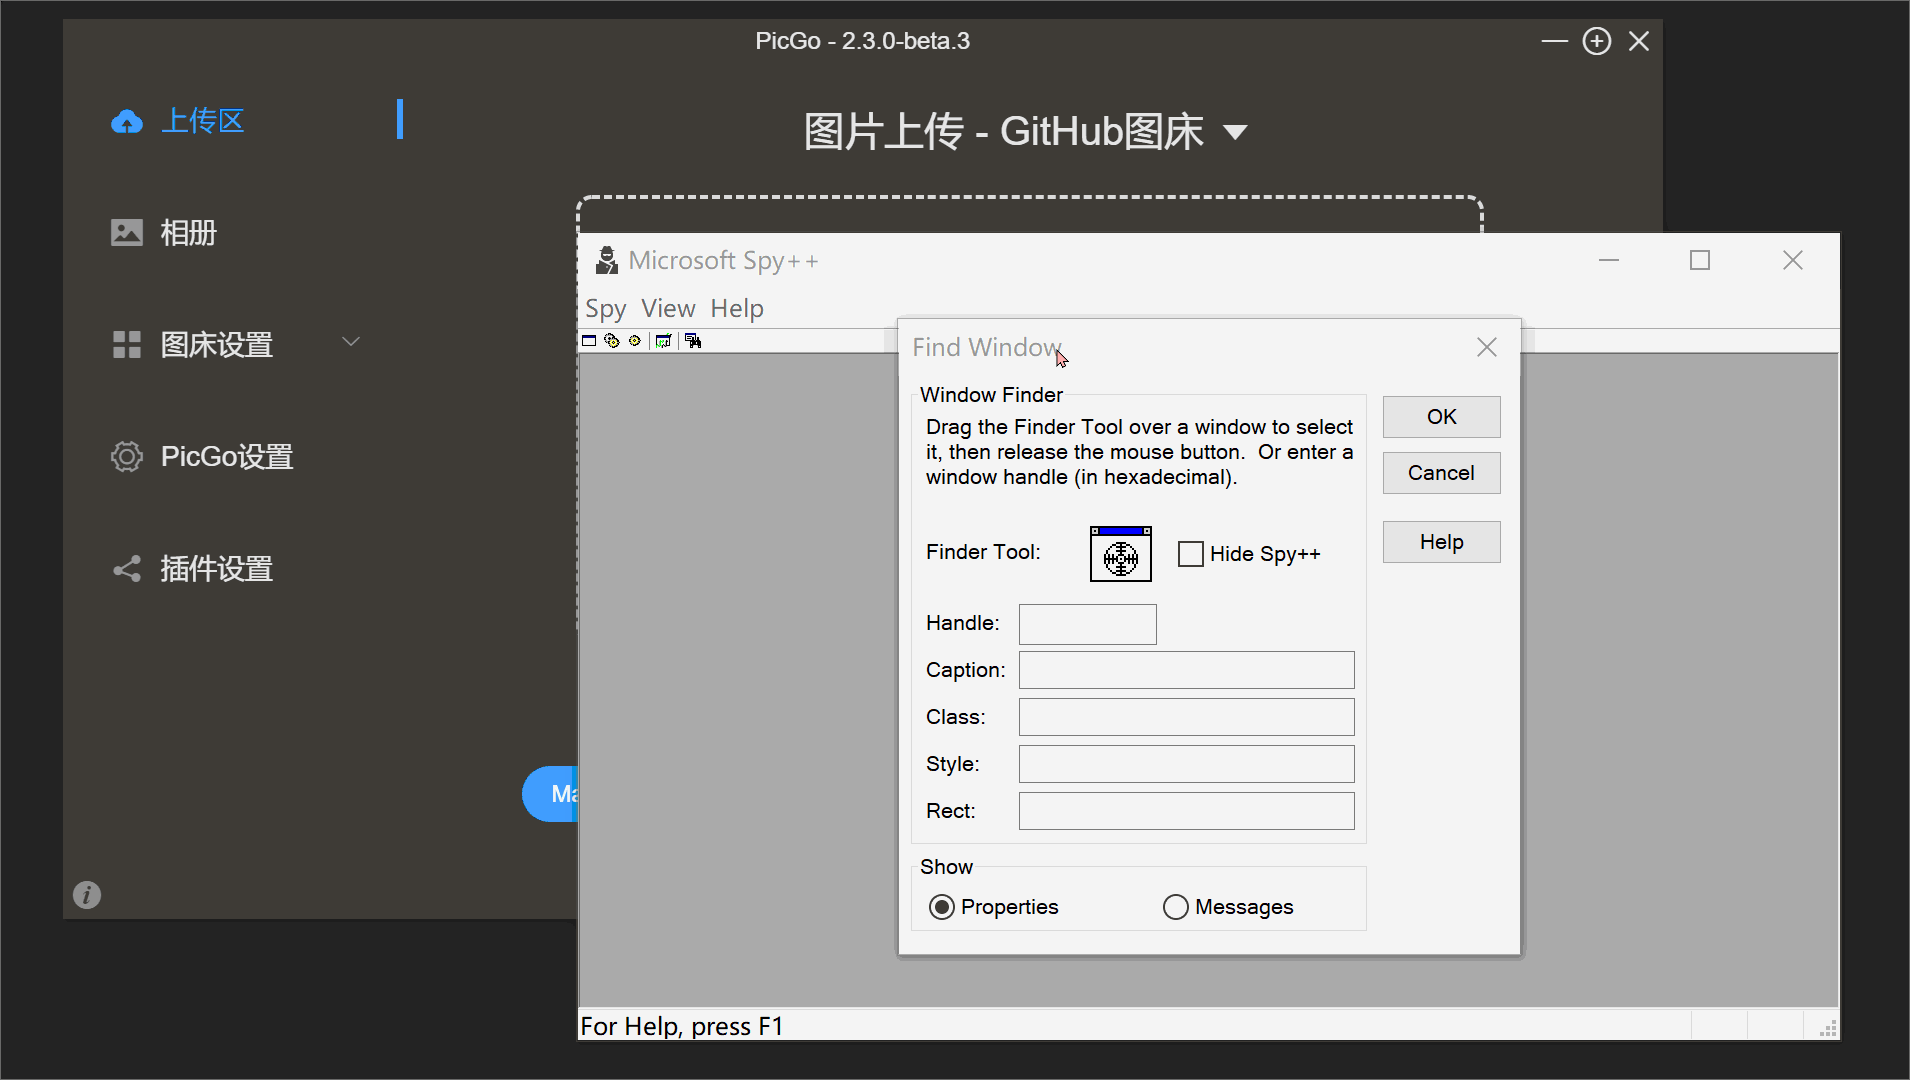 PicGo - 2.3.0-beta.3
上传区
图片上传 - GitHub图床
相册
图床设置
PicGo设置
插件设置
Ma
Microsoft Spy++
Spy View Help
Find Window
Window Finder
Drag the Finder Tool over a window to select
it, then release the mouse button. Or enter a
window handle (in hexadecimal).
Finder Tool:
Hide Spy++
Handle:
Caption:
Class:
Style:
Rect:
Show
Properties
Messages
OK
Cancel
Help
For Help, press F1